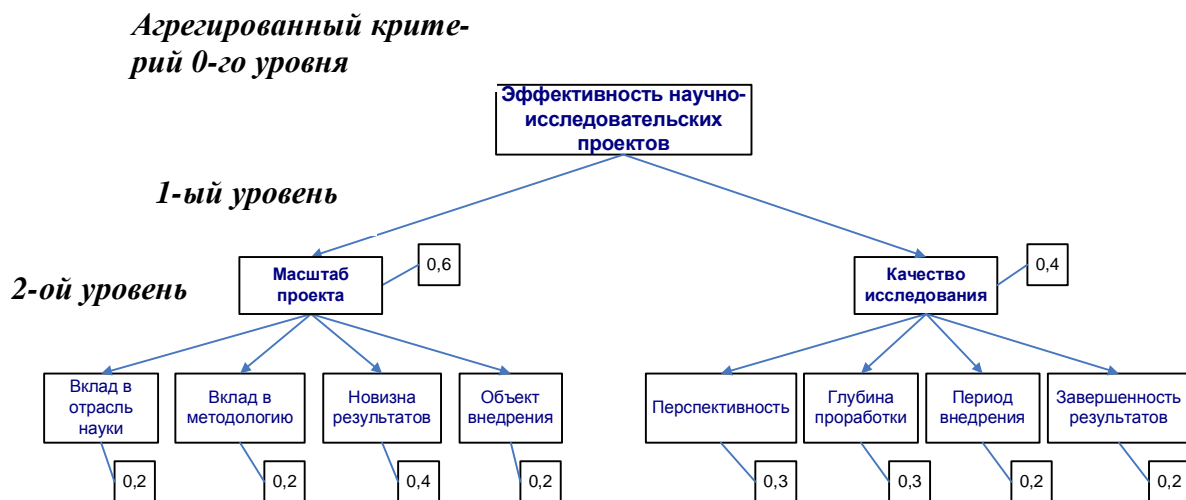 Агрегированный крите-
рий 0-го уровня
Эффективность научно-
исследовательских
проектов
1-ый уровень
0,6
0,4
Масштаб
проекта
Качество
исследования
2-ой уровень
Вклад в
отрасль
науки
Вклад в
методологию
Новизна
результатов
Объект
внедрения
Перспективность
Глубина
проработки
Период
внедрения
Завершенность
результатов
0,2
0,2
0,4
0,2
0,3
0,3
0,2
0,2